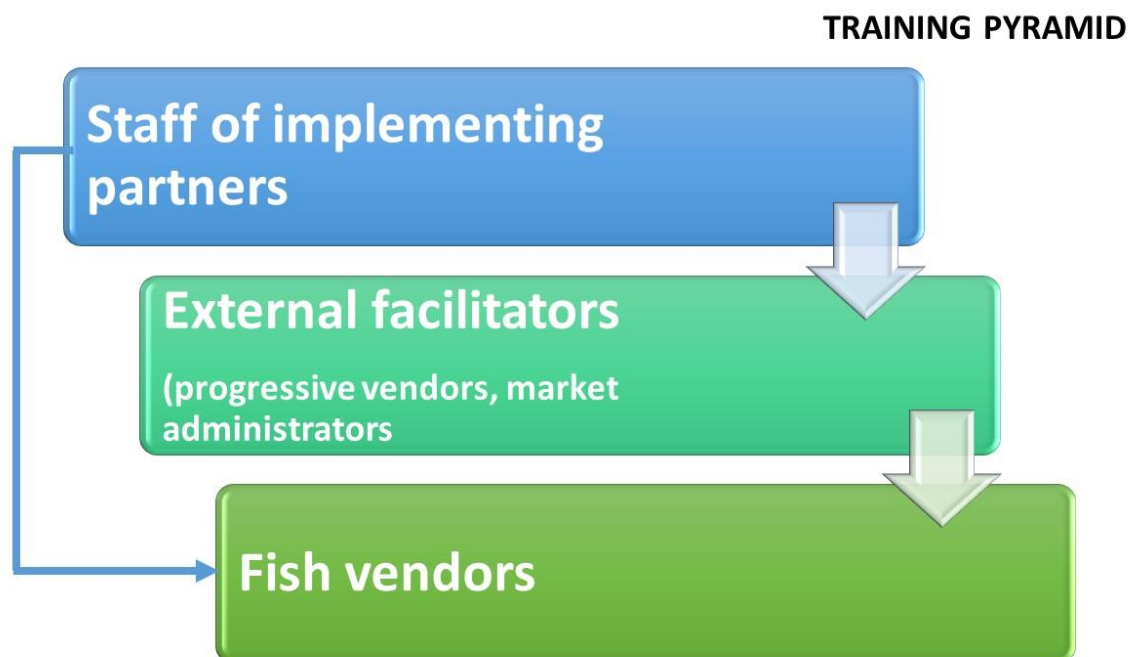 TRAINING PYRAMID
Staff of implementing
partners
External facilitators
(progressive vendors, market
administrators
Fish vendors